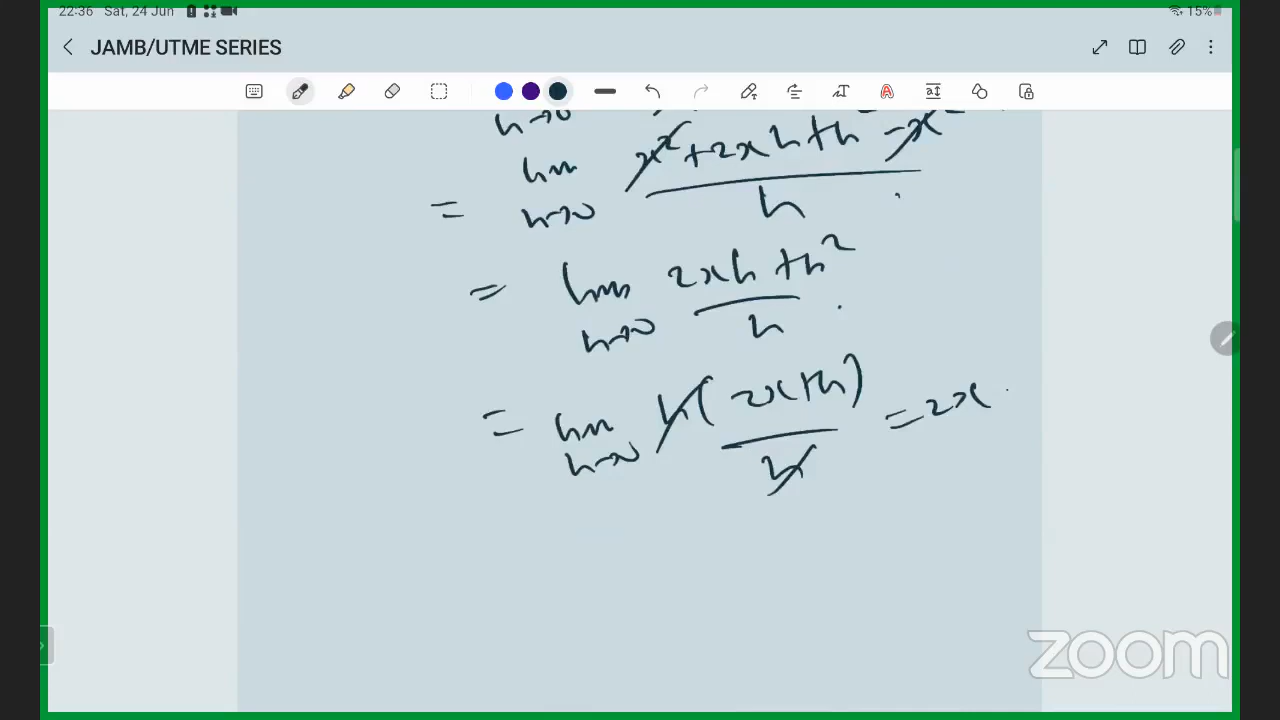 22:36 Sat, 24 Jun
15%
JAMB/UTME SERIES
h→0
= lim h→0 x² + 2xh + h² - x² / h
= lim h→0 2xh + h² / h
= lim h→0 h(2x + h) / h = 2x
zoom